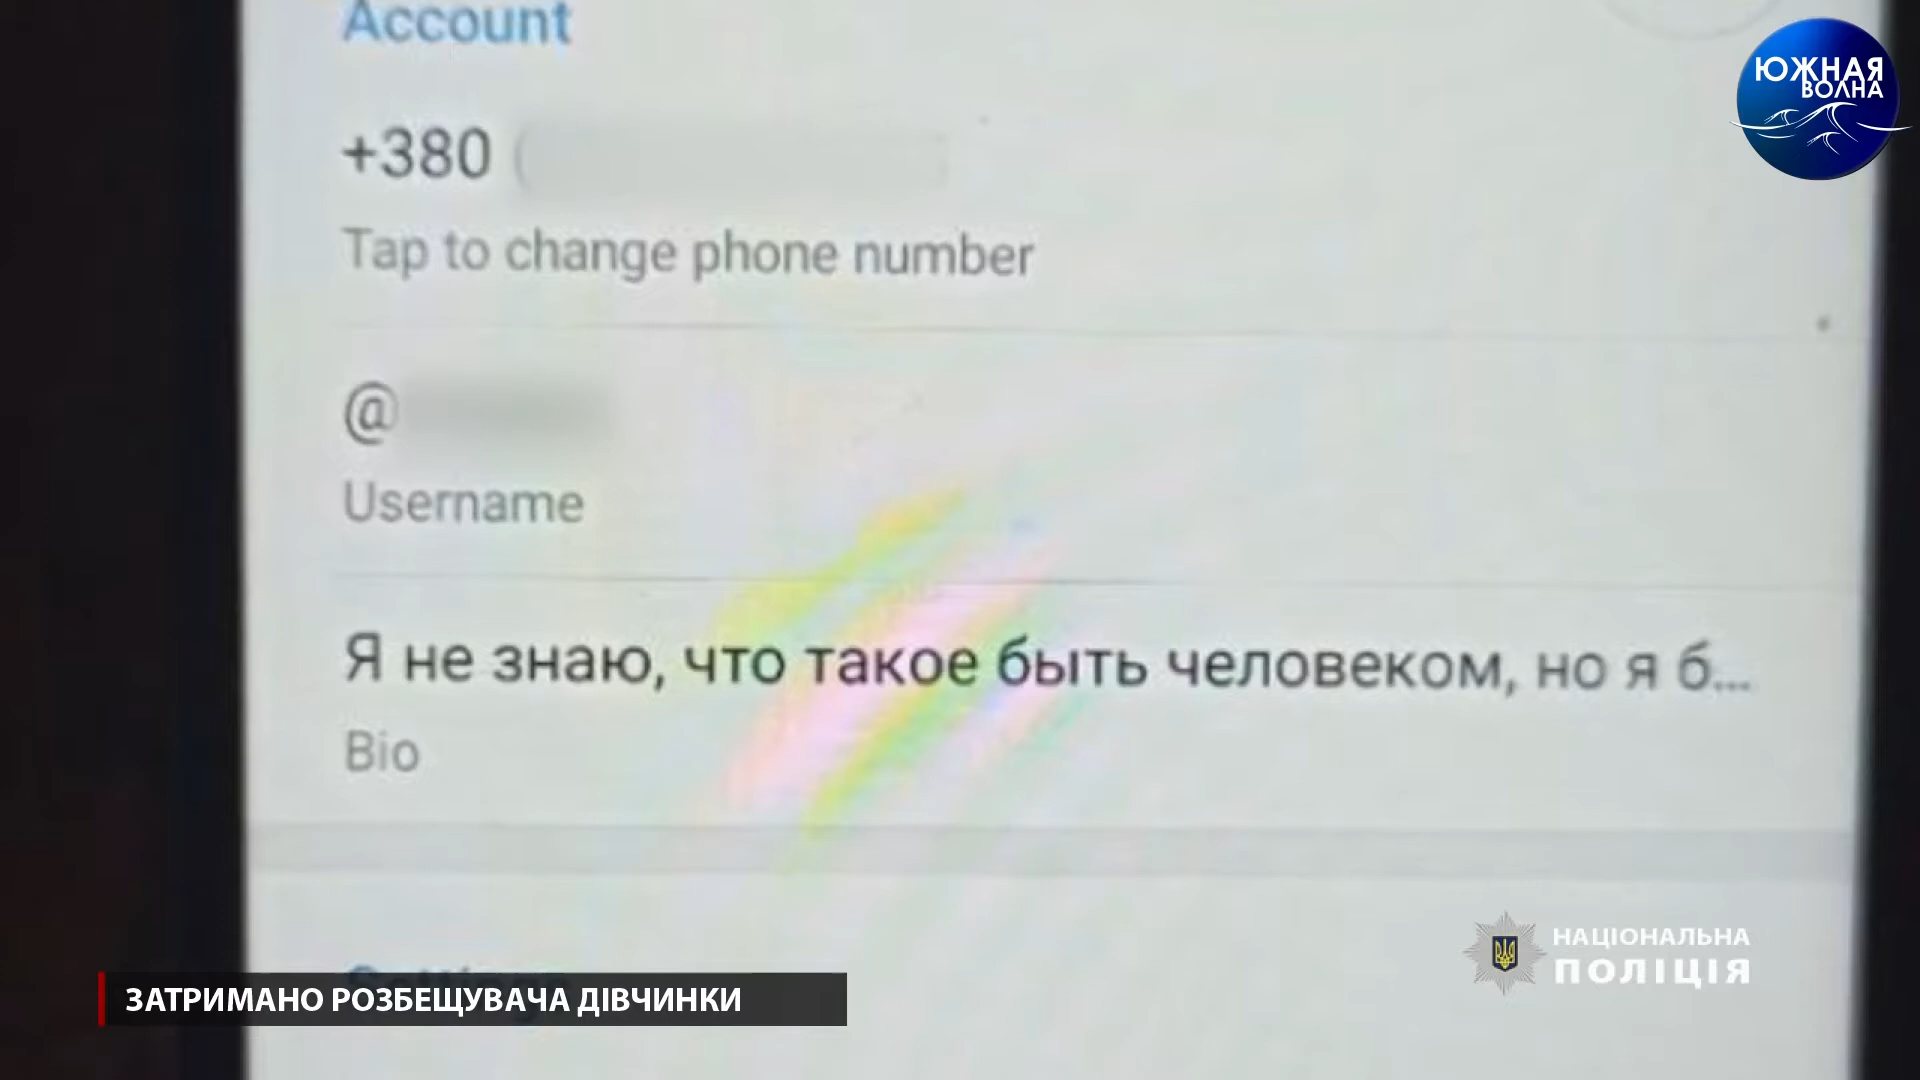 Account
ЮЖНАЯ
ВОЛНА
+380
Tap to change phone number
@
Username
Я не знаю, что такое быть человеком, но я б...
Bio
НАЦІОНАЛЬНА
ПОЛІЦІЯ
ЗАТРИМАНО РОЗБЕЩУВАЧА ДІВЧИНКИ